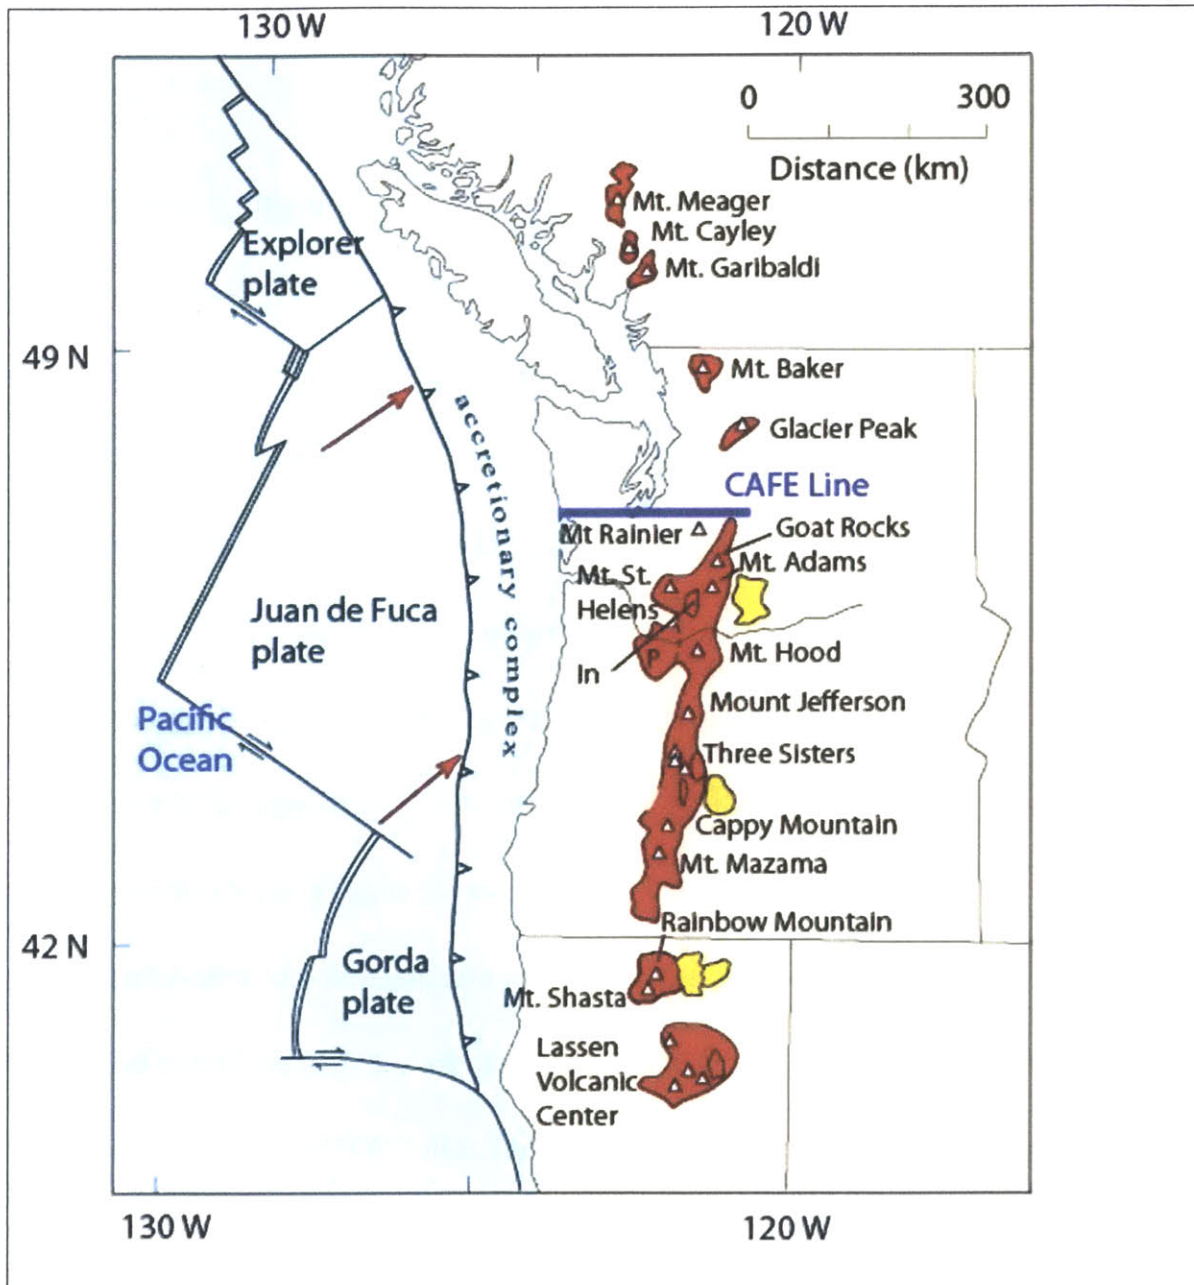 130 W
120 W
0
300
Distance (km)
Mt. Meager
Mt. Cayley
Mt. Garibaldi
Explorer
plate
49 N
Mt. Baker
Glacier Peak
accretionary complex
CAFE Line
Mt Rainier
Goat Rocks
Mt. Adams
Mt. St.
Helens
Juan de Fuca
plate
P
Mt. Hood
In
Mount Jefferson
Pacific
Ocean
Three Sisters
Cappy Mountain
Mt. Mazama
Rainbow Mountain
42 N
Gorda
plate
Mt. Shasta
Lassen
Volcanic
Center
130 W
120 W